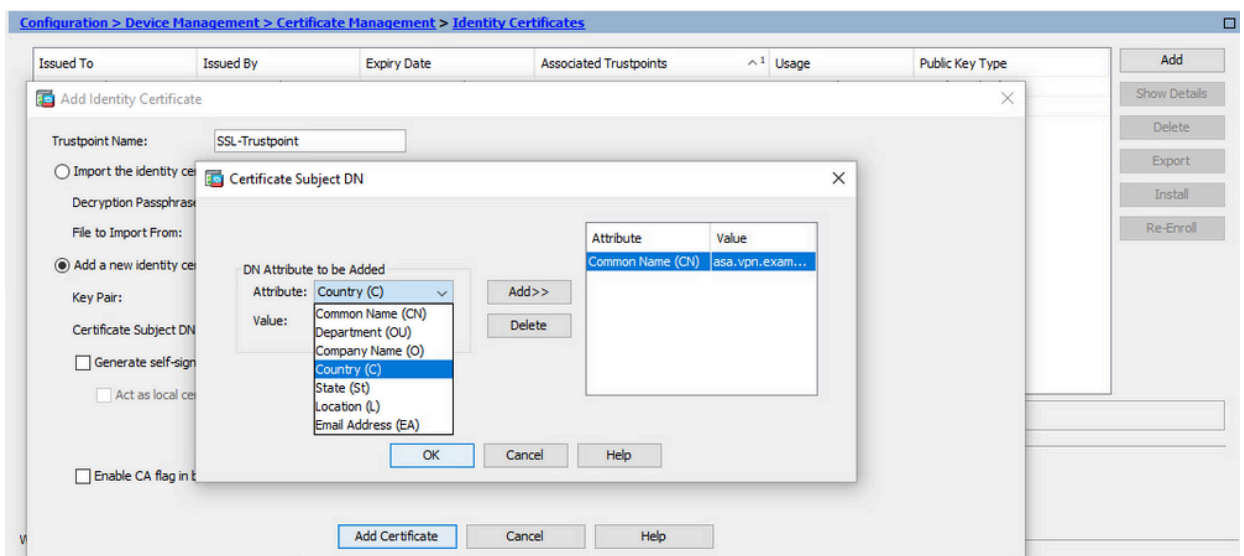 Configuration > Device Management > Certificate Management > Identity Certificates
Issued To Issued By Expiry Date Associated Trustpoints 1 Usage Public Key Type
Add
Show Details
Delete
Export
Install
Re-Enroll
Add Identity Certificate
Trustpoint Name: SSL-Trustpoint
Import the identity ce
Decryption Passphrase
File to Import From:
Add a new identity ce
Key Pair:
Certificate Subject DN
Generate self-sign
Act as local ce
Enable CA flag in b
Add Certificate Cancel Help
Certificate Subject DN
DN Attribute to be Added
Attribute: Country (C)
Value:
Common Name (CN)
Department (OU)
Company Name (O)
Country (C)
State (St)
Location (L)
Email Address (EA)
Add>>
Delete
Attribute Value
Common Name (CN) asa.vpn.exam...
OK Cancel Help